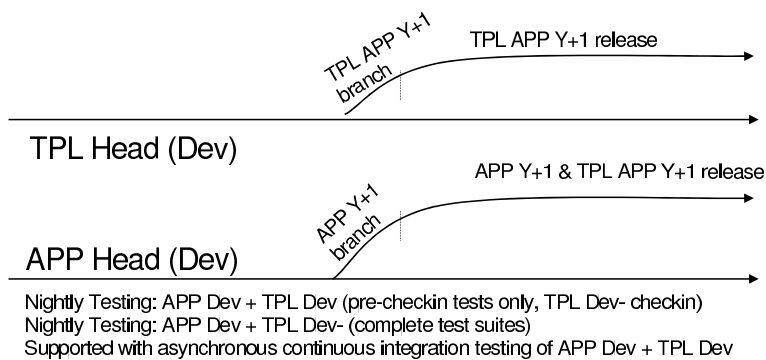 TPL APP Y+1
branch
TPL APP Y+1 release
TPL Head (Dev)
APP Y+1
branch
APP Y+1 & TPL APP Y+1 release
APP Head (Dev)
Nightly Testing: APP Dev + TPL Dev (pre-checkin tests only, TPL Dev- checkin)
Nightly Testing: APP Dev + TPL Dev- (complete test suites)
Supported with asynchronous continuous integration testing of APP Dev + TPL Dev